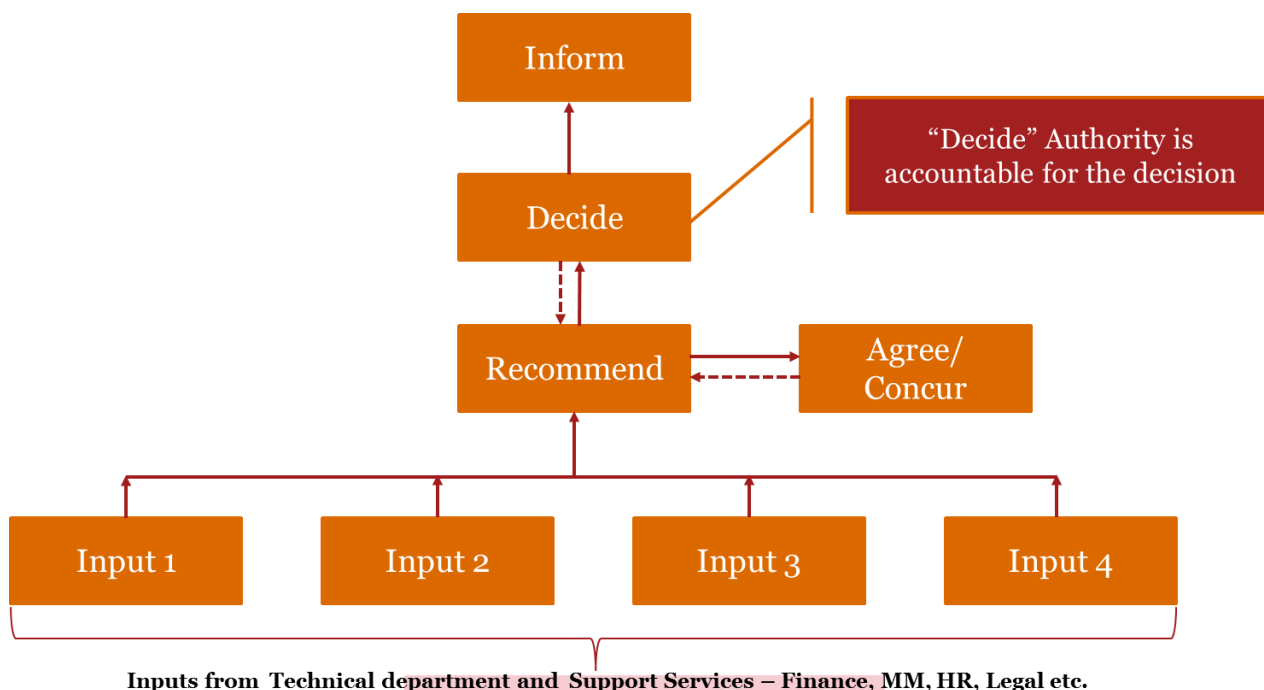 Inform
“Decide” Authority is
accountable for the decision
Decide
Recommend
Agree/
Concur
Input 1
Input 2
Input 3
Input 4
Inputs from Technical department and Support Services – Finance, MM, HR, Legal etc.